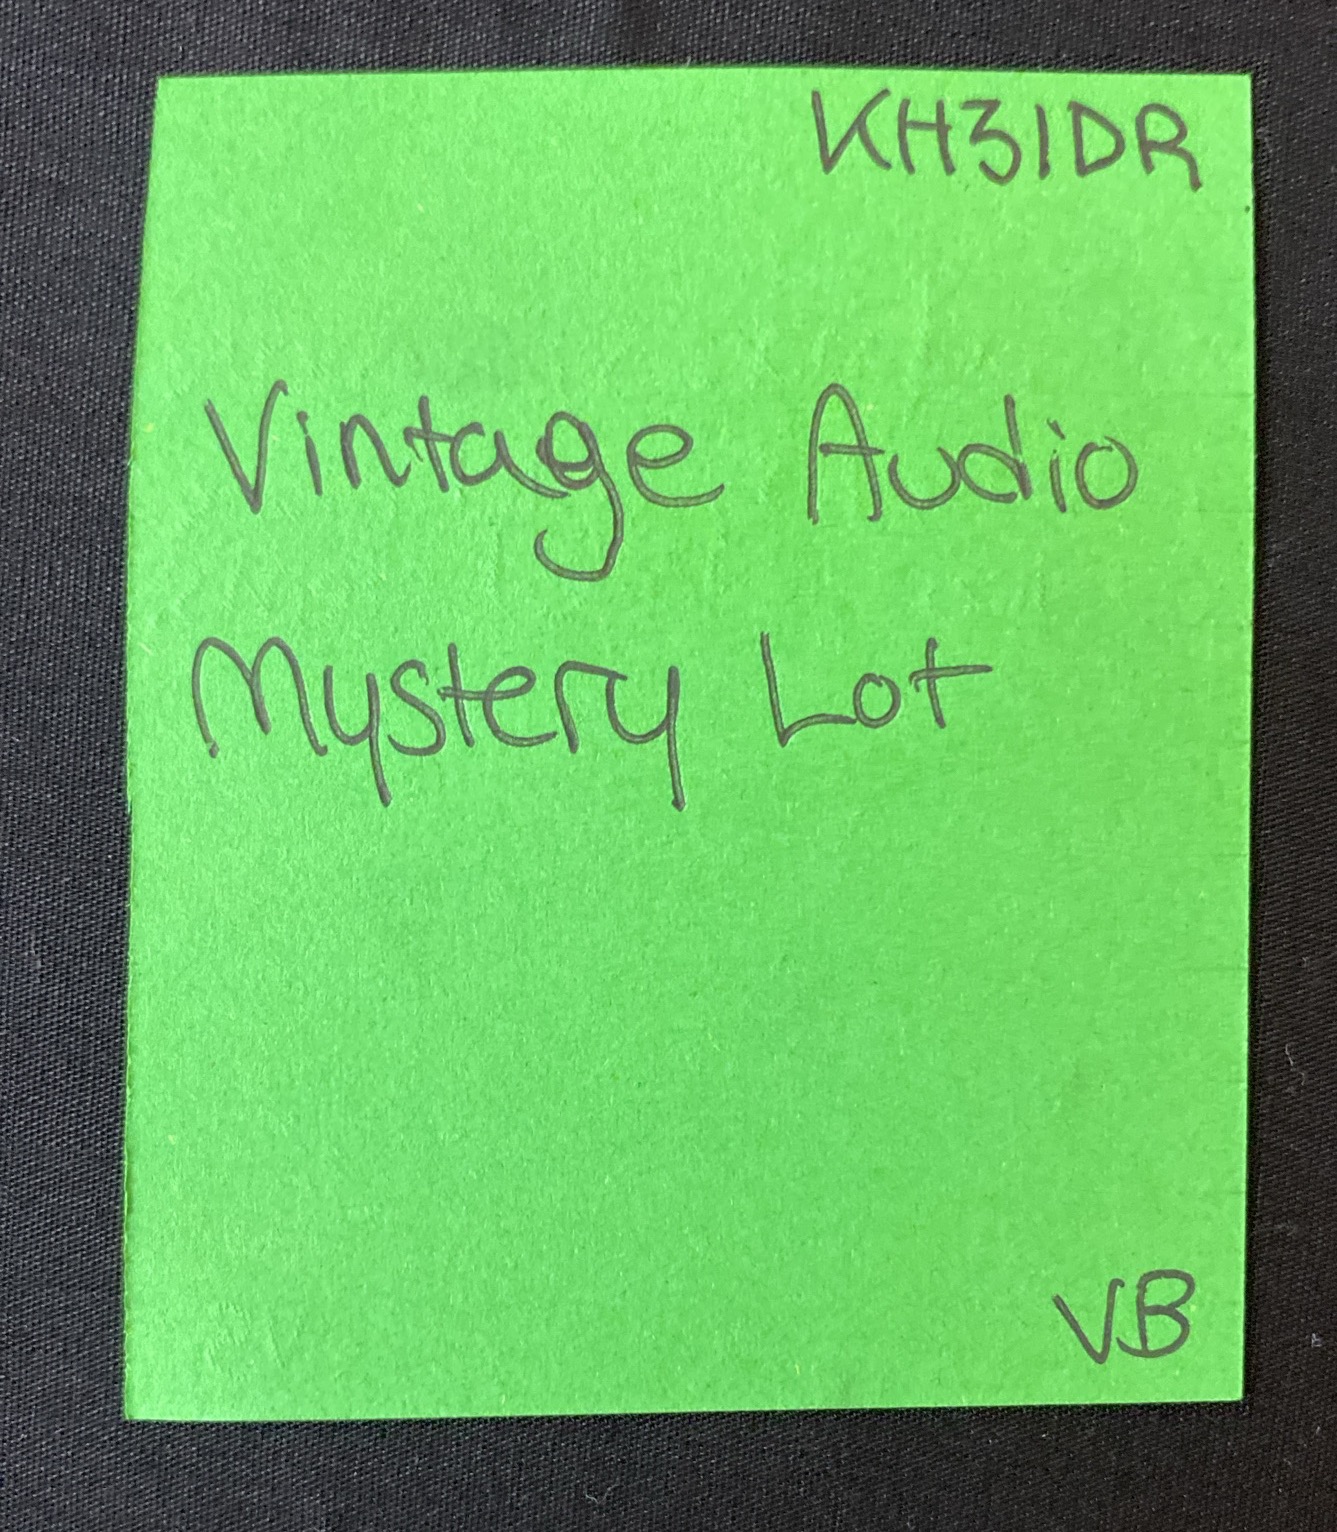 KH31DR
Vintage Audio
Mystery Lot
VB